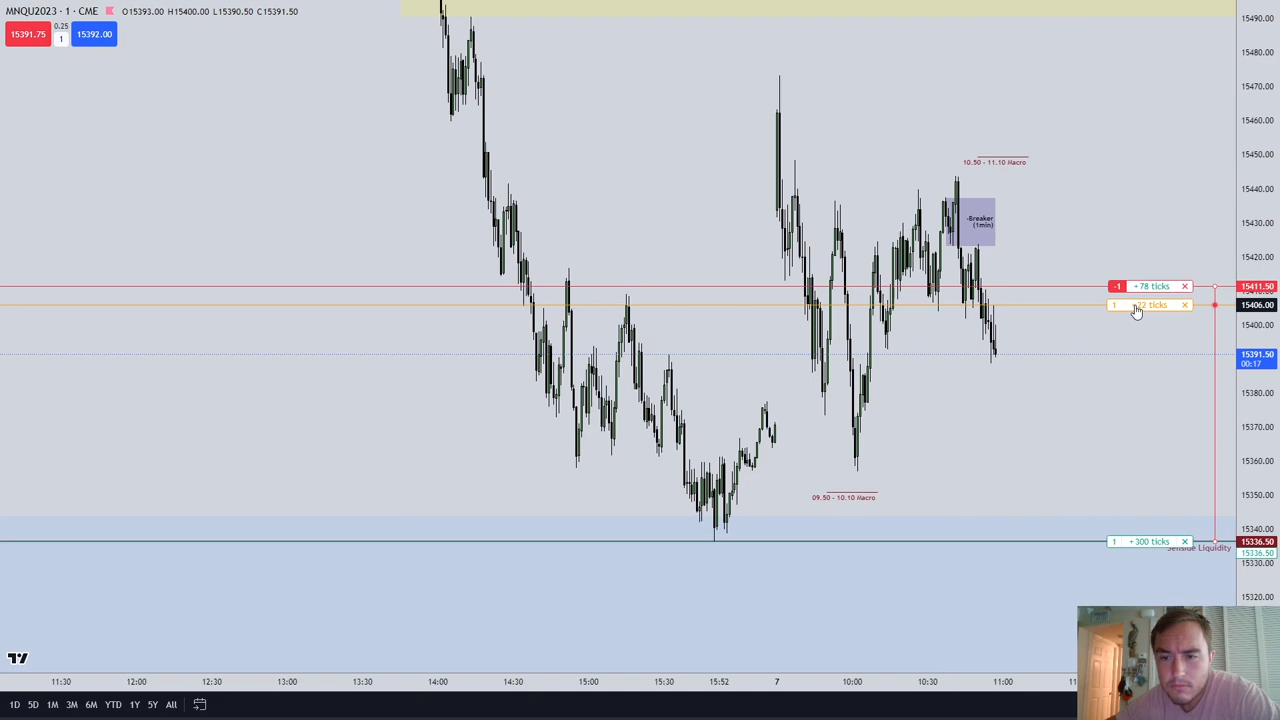 MNQU2023 · 1 · CME
O15393.00 H15400.00 L15390.50 C15391.50
15391.75
0.25
1
15392.00
15490.00
15480.00
15470.00
15460.00
15450.00
15440.00
15430.00
15420.00
15400.00
15380.00
15370.00
15360.00
15350.00
15340.00
15330.00
15320.00
10.50 - 11.10 Macro
-Breaker
(1min)
-1 +78 ticks
15411.50
1 22 ticks
15406.00
15391.50
00:17
09.50 - 10.10 Macro
1 +300 ticks
15336.50
Liquidity
15336.50
11:30 12:00 12:30 13:00 13:30 14:00 14:30 15:00 15:30 15:52 7 10:00 10:30 11:00
1D 5D 1M 3M 6M YTD 1Y 5Y All